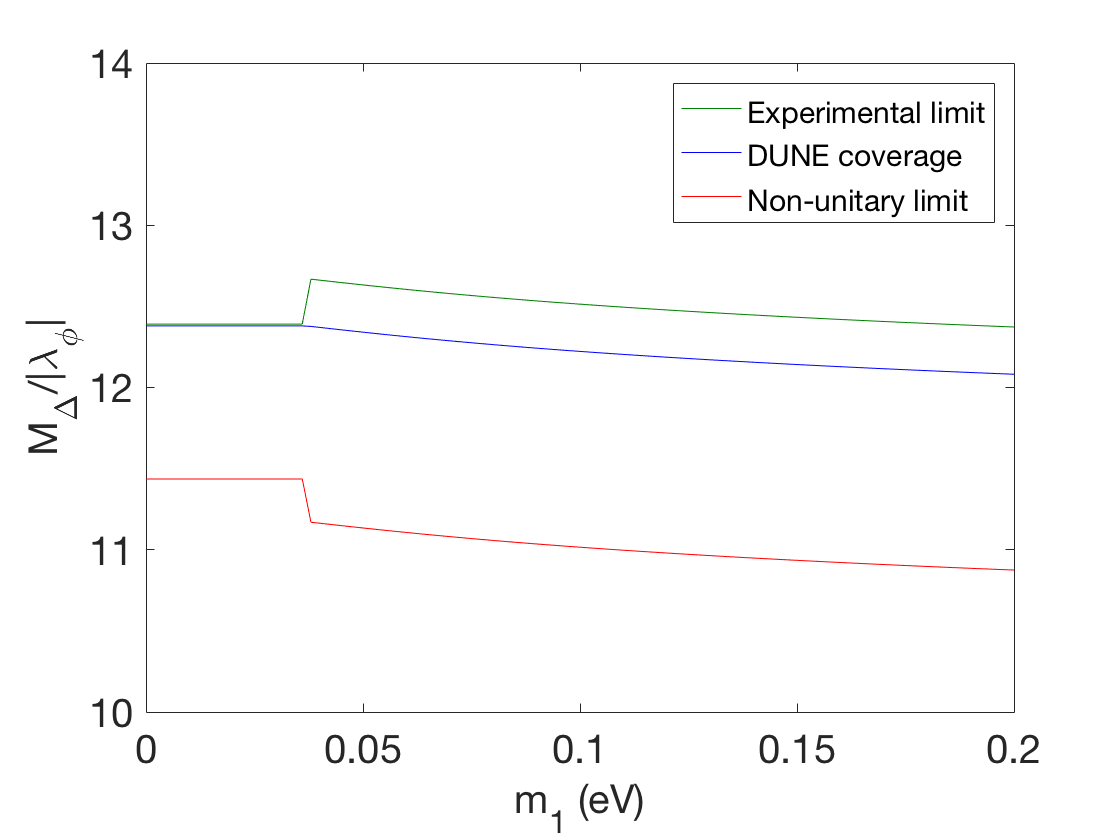 14
13
12
11
10
M_Δ/|λ_ϕ|
Experimental limit
DUNE coverage
Non-unitary limit
0 0.05 0.1 0.15 0.2
m_1 (eV)